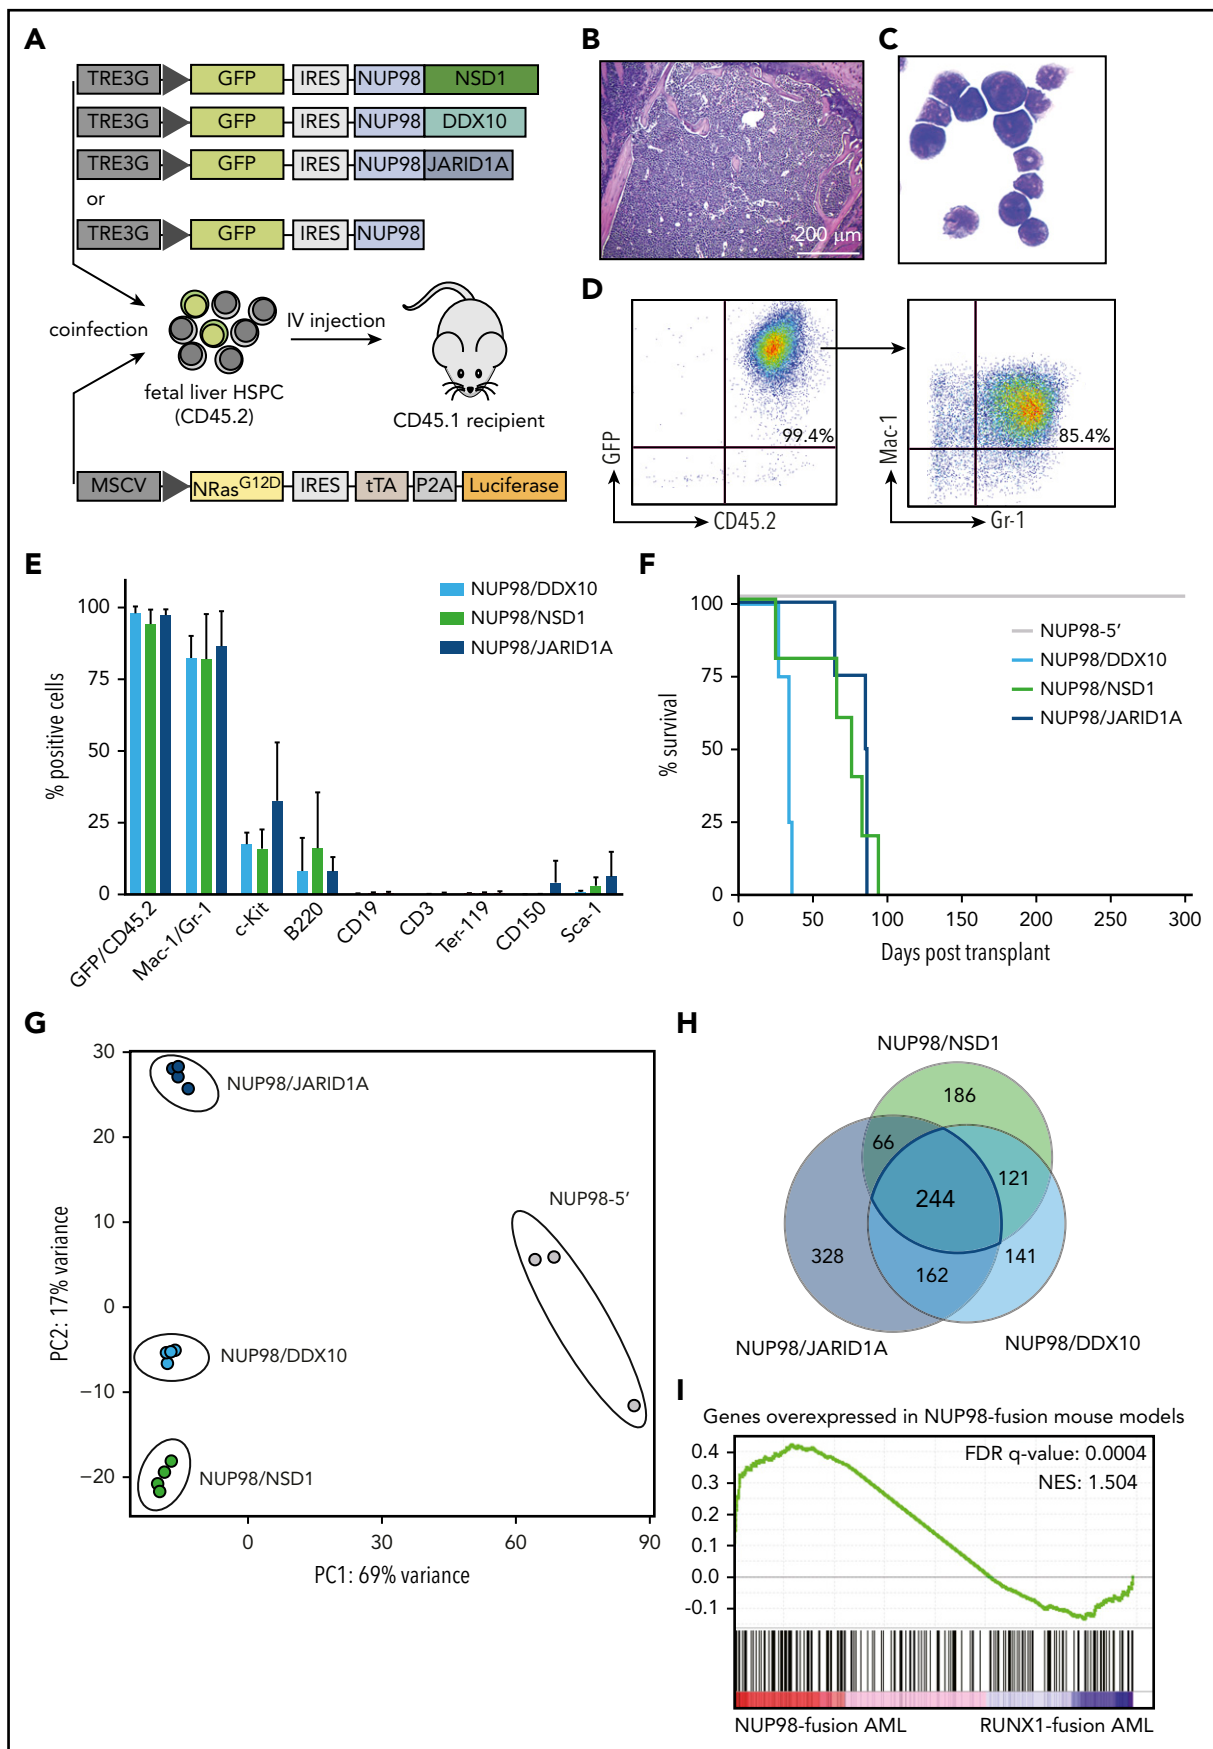 A
TRE3G GFP IRES NUP98 NSD1
TRE3G GFP IRES NUP98 DDX10
TRE3G GFP IRES NUP98 JARID1A
or
TRE3G GFP IRES NUP98
coinfection
IV injection
fetal liver HSPC
(CD45.2)
CD45.1 recipient
MSCV NRasG12D IRES tTA P2A Luciferase
B
200 μm
C
D
99.4%
GFP
CD45.2
85.4%
Mac-1
Gr-1
E
NUP98/DDX10
NUP98/NSD1
NUP98/JARID1A
% positive cells
100
75
50
25
0
GFP/CD45.2
Mac-1/Gr-1
c-Kit
B220
CD19
CD3
Ter-119
CD150
Sca-1
F
NUP98-5′
NUP98/DDX10
NUP98/NSD1
NUP98/JARID1A
% survival
100
75
50
25
0
0 50 100 150 200 250 300
Days post transplant
G
NUP98/JARID1A
NUP98-5′
NUP98/DDX10
NUP98/NSD1
PC2: 17% variance
30
20
10
0
−10
−20
0 30 60 90
PC1: 69% variance
H
NUP98/NSD1
186
66
121
244
328
162
141
NUP98/JARID1A
NUP98/DDX10
I
Genes overexpressed in NUP98-fusion mouse models
FDR q-value: 0.0004
NES: 1.504
0.4
0.3
0.2
0.1
0.0
-0.1
NUP98-fusion AML
RUNX1-fusion AML